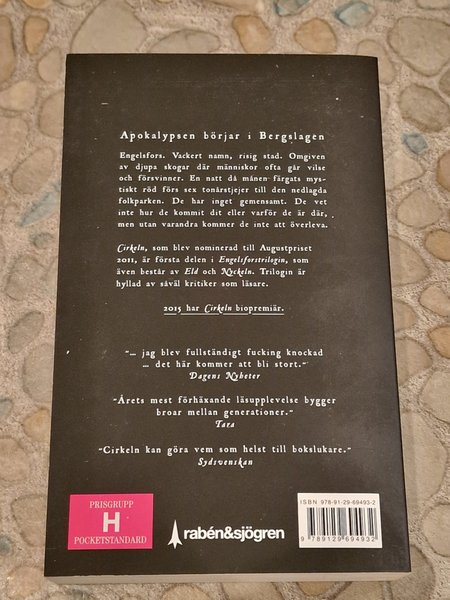 Apokalypsen börjar i Bergslagen
Engelsfors. Vackert namn, risig stad. Omgiven
av djupa skogar där människor ofta går vilse
och försvinner. En natt då månen färgats mys-
tiskt röd förs sex tonårstjejer till den nedlagda
folkparken. De har inget gemensamt. De vet
inte hur de kommit dit eller varför de är där,
men utan varandra kommer de inte att överleva.
Cirkeln, som blev nominerad till Augustpriset
2011, är första delen i Engelsforstrilogin, som
även består av Eld och Nyckeln. Trilogin är
hyllad av såväl kritiker som läsare.
2015 har Cirkeln biopremiär.
"... jag blev fullständigt fucking knockad
... det här kommer att bli stort."
Dagens Nyheter
"Årets mest förhäxande läsupplevelse bygger
broar mellan generationer."
Tara
"Cirkeln kan göra vem som helst till bokslukare."
Sydsvenskan
PRISGRUPP
H
POCKETSTANDARD
rabén&sjögren
ISBN 978-91-29-69493-2
9 789129 694932